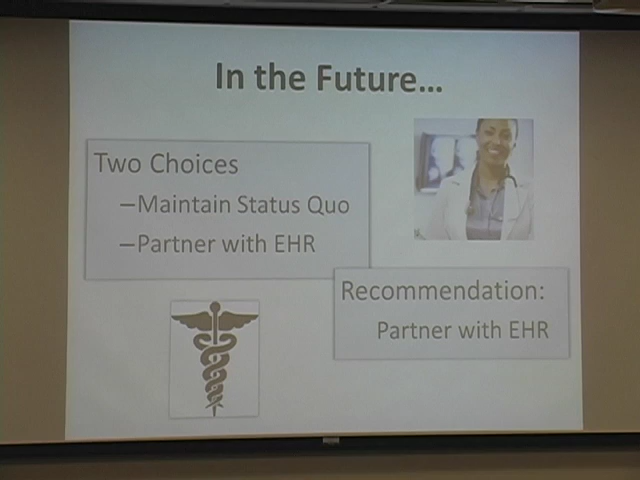 In the Future...
Two Choices
–Maintain Status Quo
–Partner with EHR
Recommendation:
Partner with EHR